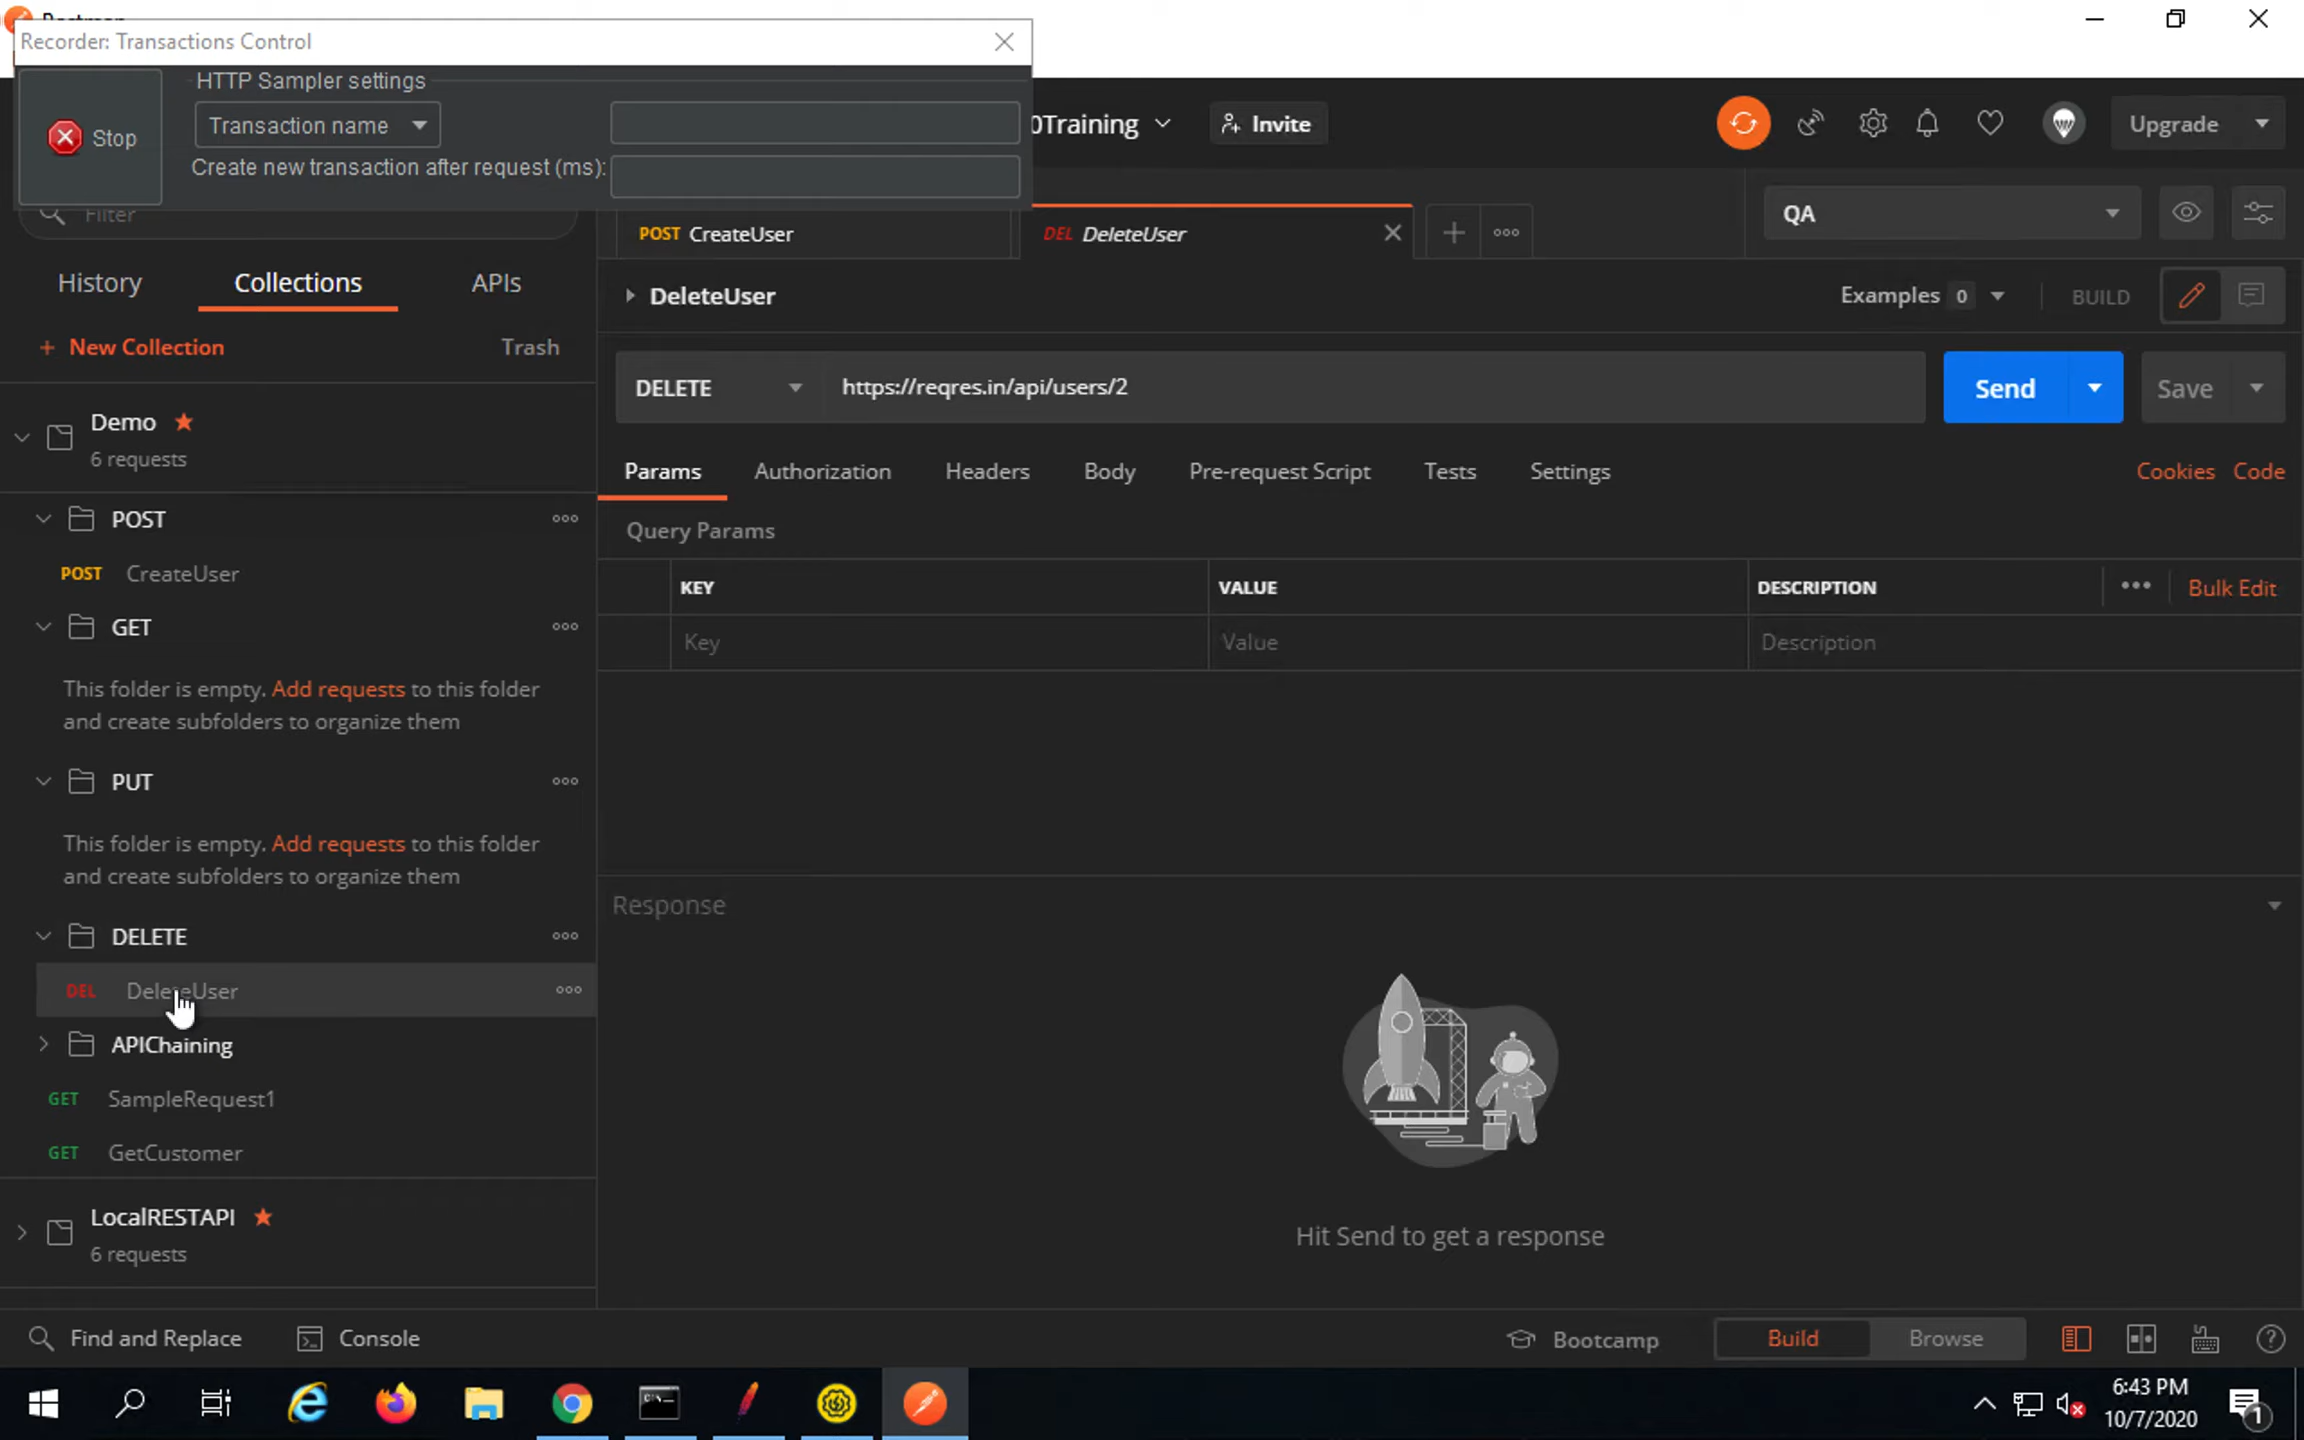 Recorder: Transactions Control
HTTP Sampler settings
Stop
Transaction name
Create new transaction after request (ms):
Training
Invite
Upgrade
Filter
POST CreateUser
DEL DeleteUser
QA
History
Collections
APIs
DeleteUser
Examples 0
BUILD
+ New Collection
Trash
DELETE
https://reqres.in/api/users/2
Send
Save
Demo
6 requests
Params
Authorization
Headers
Body
Pre-request Script
Tests
Settings
Cookies
Code
Query Params
POST
POST CreateUser
KEY
VALUE
DESCRIPTION
Bulk Edit
Key
Value
Description
GET
This folder is empty. Add requests to this folder
and create subfolders to organize them
PUT
This folder is empty. Add requests to this folder
and create subfolders to organize them
Response
DELETE
DEL DeleteUser
APIChaining
GET SampleRequest1
GET GetCustomer
LocalRESTAPI
6 requests
Hit Send to get a response
Find and Replace
Console
Bootcamp
Build
Browse
6:43 PM
10/7/2020
1